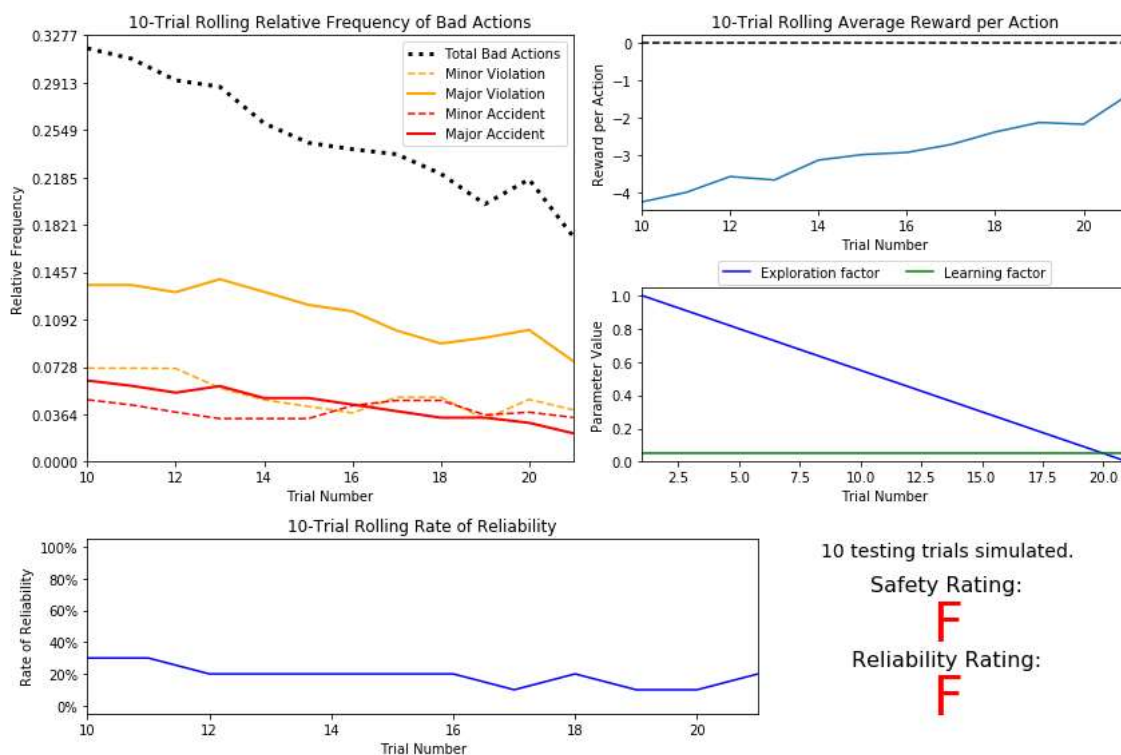 10-Trial Rolling Relative Frequency of Bad Actions
0.3277
0.2913
0.2549
0.2185
0.1821
0.1457
0.1092
0.0728
0.0364
0.0000
Relative Frequency
Total Bad Actions
Minor Violation
Major Violation
Minor Accident
Major Accident
10 12 14 16 18 20
Trial Number
10-Trial Rolling Average Reward per Action
0
−1
−2
−3
−4
Reward per Action
10 12 14 16 18 20
Trial Number
Exploration factor Learning factor
1.0
0.8
0.6
0.4
0.2
0.0
Parameter Value
2.5 5.0 7.5 10.0 12.5 15.0 17.5 20.0
Trial Number
10-Trial Rolling Rate of Reliability
100%
80%
60%
40%
20%
0%
Rate of Reliability
10 12 14 16 18 20
Trial Number
10 testing trials simulated.
Safety Rating:
F
Reliability Rating:
F